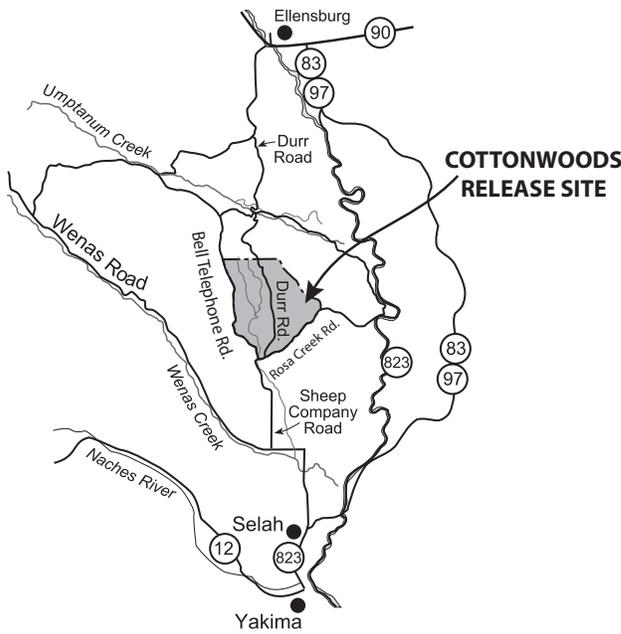 Ellensburg
90
83
97
Umptanum Creek
Durr
Road
COTTONWOODS
RELEASE SITE
Wenas Road
Bell Telephone Rd.
Durr Rd.
Rosa Creek Rd.
823
83
97
Wenas Creek
Sheep
Company
Road
Naches River
Selah
12
823
Yakima